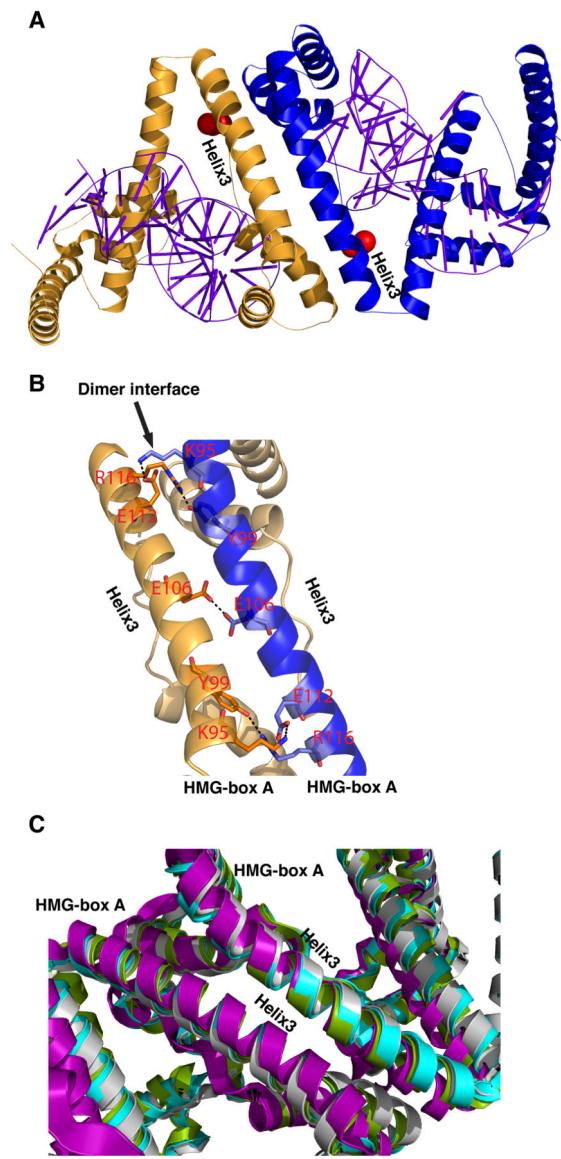 A
Helix3
Helix3
B
Dimer interface
K95
R116
E112
Y99
E106
E106
Helix3
Helix3
Y99
E112
K95
R116
HMG-box A HMG-box A
C
HMG-box A
HMG-box A
Helix3
Helix3